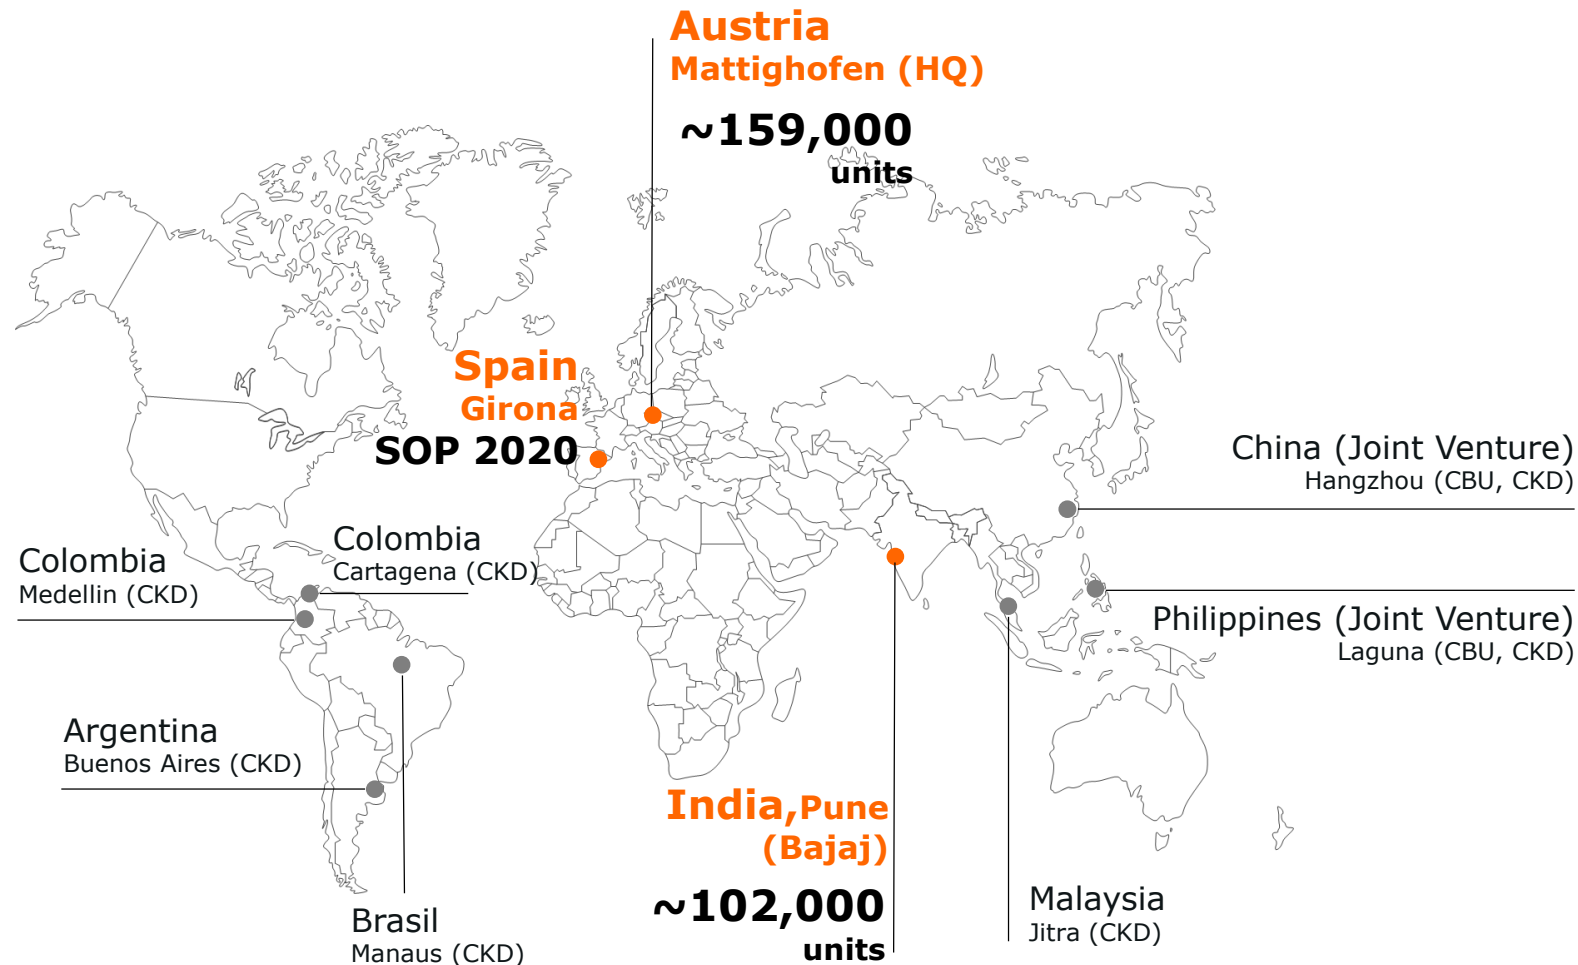 Austria
Mattighofen (HQ)
~159,000
units
Spain
Girona
SOP 2020
China (Joint Venture)
Hangzhou (CBU, CKD)
Colombia
Cartagena (CKD)
Colombia
Medellin (CKD)
Philippines (Joint Venture)
Laguna (CBU, CKD)
Argentina
Buenos Aires (CKD)
India,Pune
(Bajaj)
~102,000
units
Malaysia
Jitra (CKD)
Brasil
Manaus (CKD)